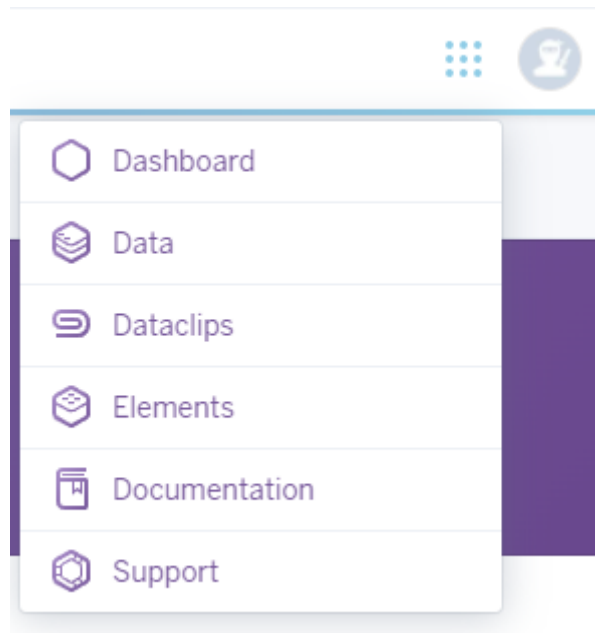 Dashboard
Data
Dataclips
Elements
Documentation
Support